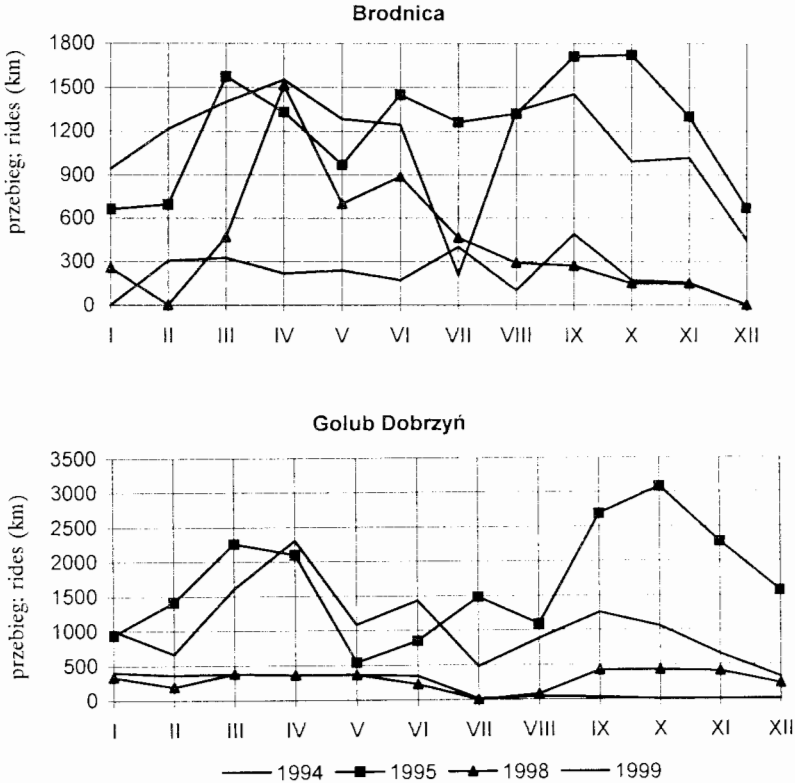 Brodnica
przebieg; rides (km)
1800
1500
1200
900
600
300
0
I II III IV V VI VII VIII IX X XI XII
Golub Dobrzyń
przebieg; rides (km)
3500
3000
2500
2000
1500
1000
500
0
I II III IV V VI VII VIII IX X XI XII
1994 1995 1998 1999